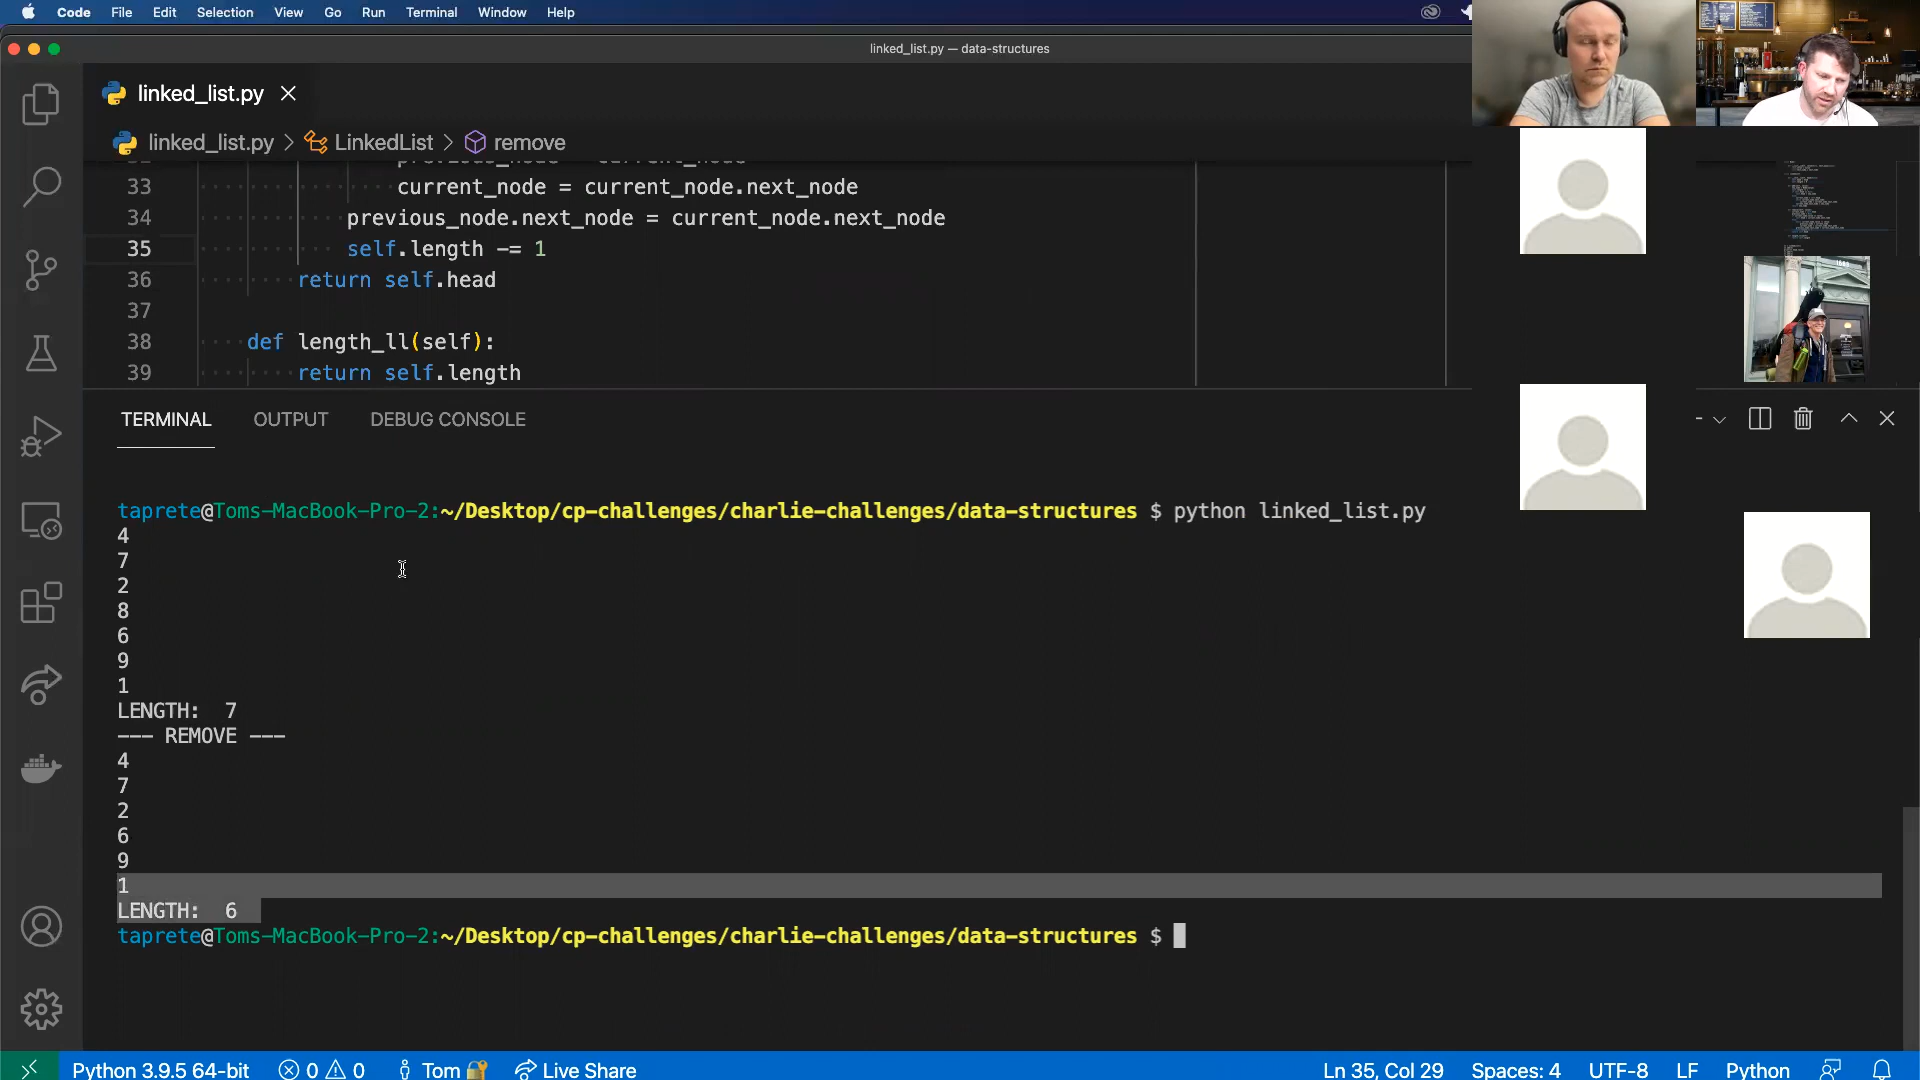 Code File Edit Selection View Go Run Terminal Window Help
linked_list.py — data-structures
linked_list.py
linked_list.py > LinkedList > remove
33 current_node = current_node.next_node
34 previous_node.next_node = current_node.next_node
35 self.length -= 1
36 return self.head
37
38 def length_ll(self):
39 return self.length
TERMINAL OUTPUT DEBUG CONSOLE
taprete@Toms-MacBook-Pro-2:~/Desktop/cp-challenges/charlie-challenges/data-structures $ python linked_list.py
4
7
2
8
6
9
1
LENGTH:  7
--- REMOVE ---
4
7
2
6
9
1
LENGTH:  6
taprete@Toms-MacBook-Pro-2:~/Desktop/cp-challenges/charlie-challenges/data-structures $
Python 3.9.5 64-bit 0 0 Tom Live Share Ln 35, Col 29 Spaces: 4 UTF-8 LF Python